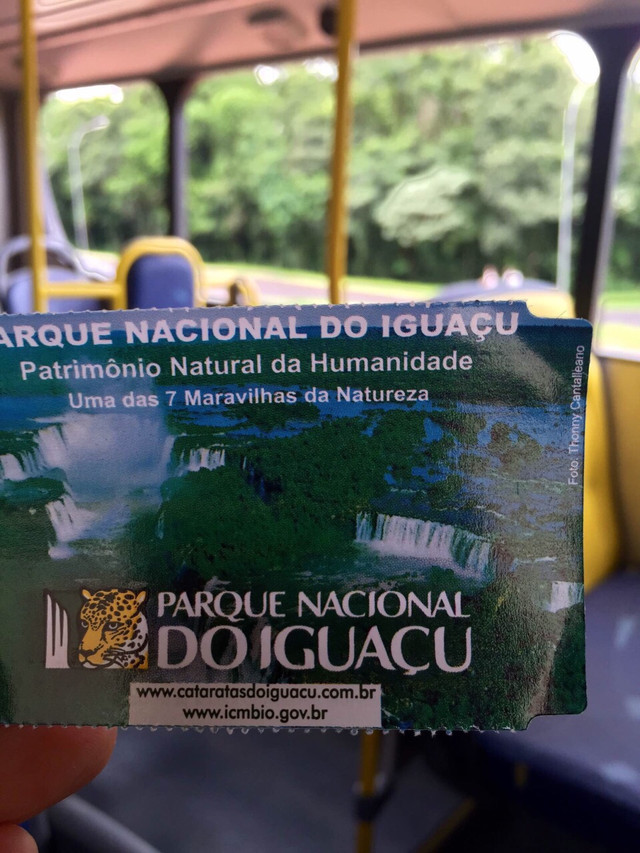 ARQUE NACIONAL DO IGUAÇU
Patrimônio Natural da Humanidade
Uma das 7 Maravilhas da Natureza
Foto: Thonny Cantalleano
PARQUE NACIONAL
DO IGUAÇU
www.cataratasdoiguacu.com.br
www.icmbio.gov.br